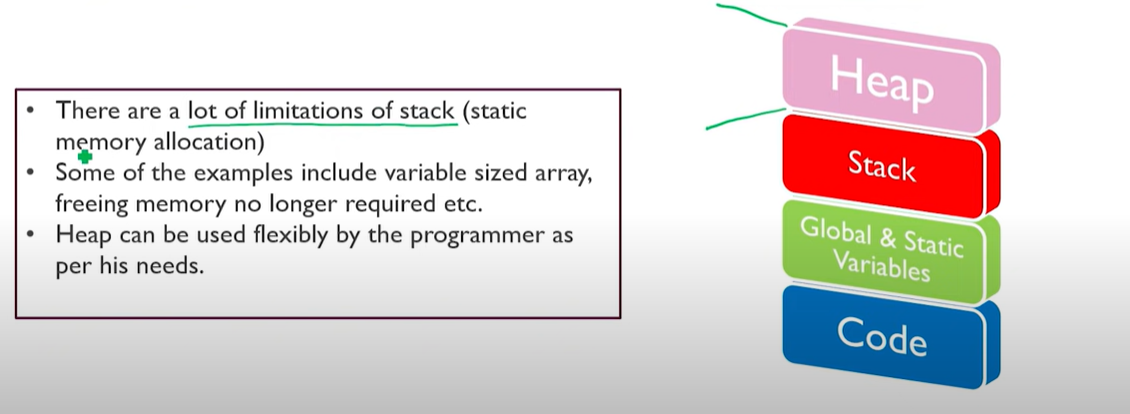 • There are a lot of limitations of stack (static
memory allocation)
• Some of the examples include variable sized array,
freeing memory no longer required etc.
• Heap can be used flexibly by the programmer as
per his needs.
Heap
Stack
Global & Static
Variables
Code